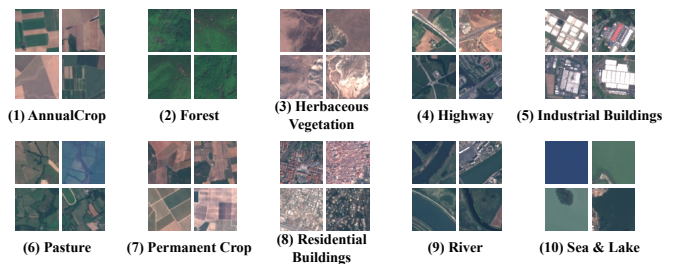 (1) AnnualCrop
(2) Forest
(3) Herbaceous
Vegetation
(4) Highway
(5) Industrial Buildings
(6) Pasture
(7) Permanent Crop
(8) Residential
Buildings
(9) River
(10) Sea & Lake